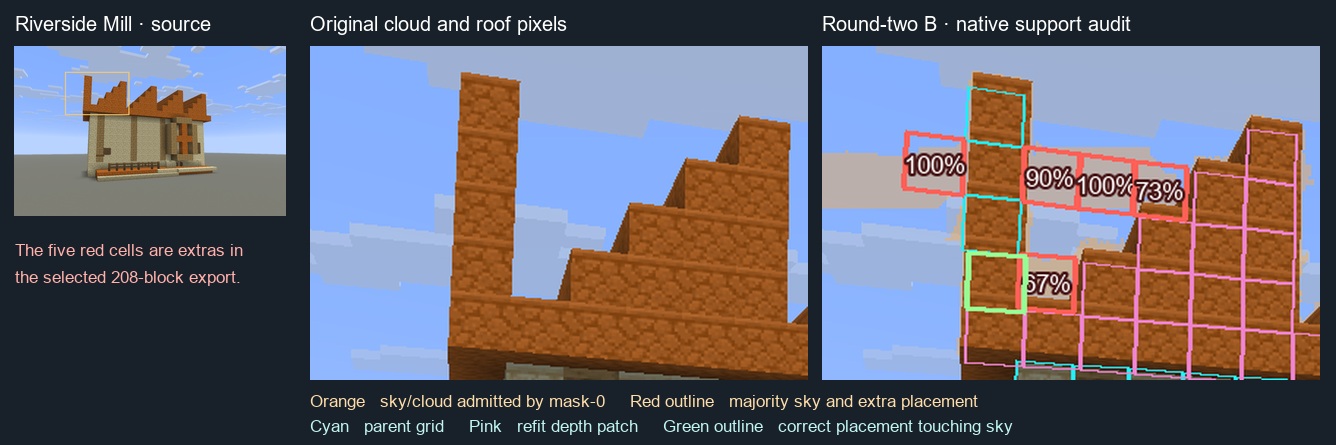 Riverside Mill · source
Original cloud and roof pixels
Round-two B · native support audit
100%
90%
100%
73%
67%
The five red cells are extras in
the selected 208-block export.
Orange sky/cloud admitted by mask-0 Red outline majority sky and extra placement
Cyan parent grid Pink refit depth patch Green outline correct placement touching sky